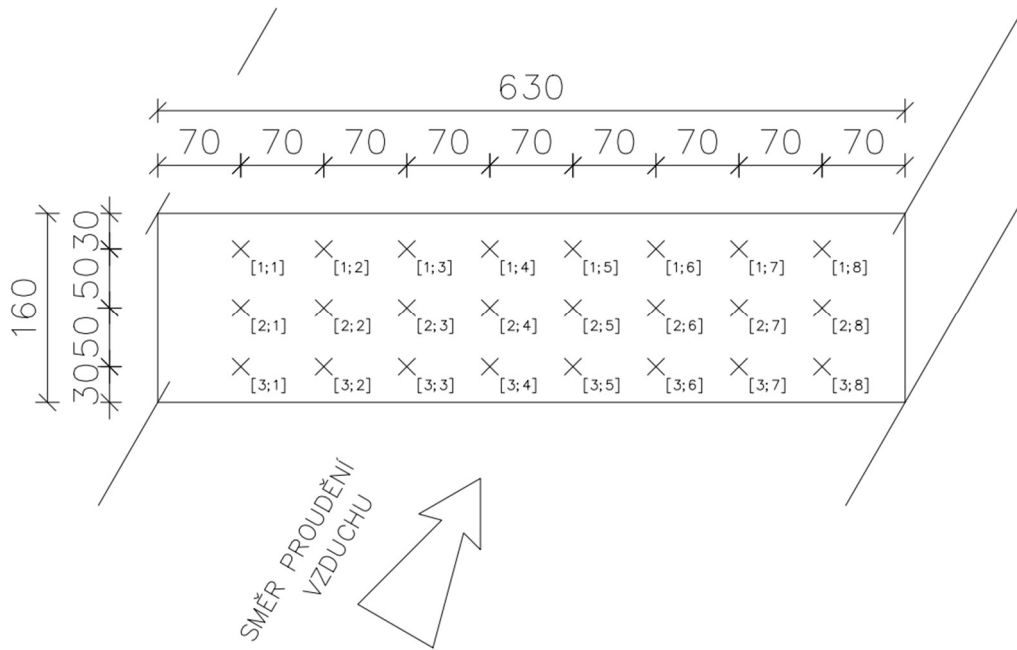 630
70 70 70 70 70 70 70 70 70
160
30
50
50
30
[1;1] [1;2] [1;3] [1;4] [1;5] [1;6] [1;7] [1;8]
[2;1] [2;2] [2;3] [2;4] [2;5] [2;6] [2;7] [2;8]
[3;1] [3;2] [3;3] [3;4] [3;5] [3;6] [3;7] [3;8]
SMĚR PROUDĚNÍ
VZDUCHU